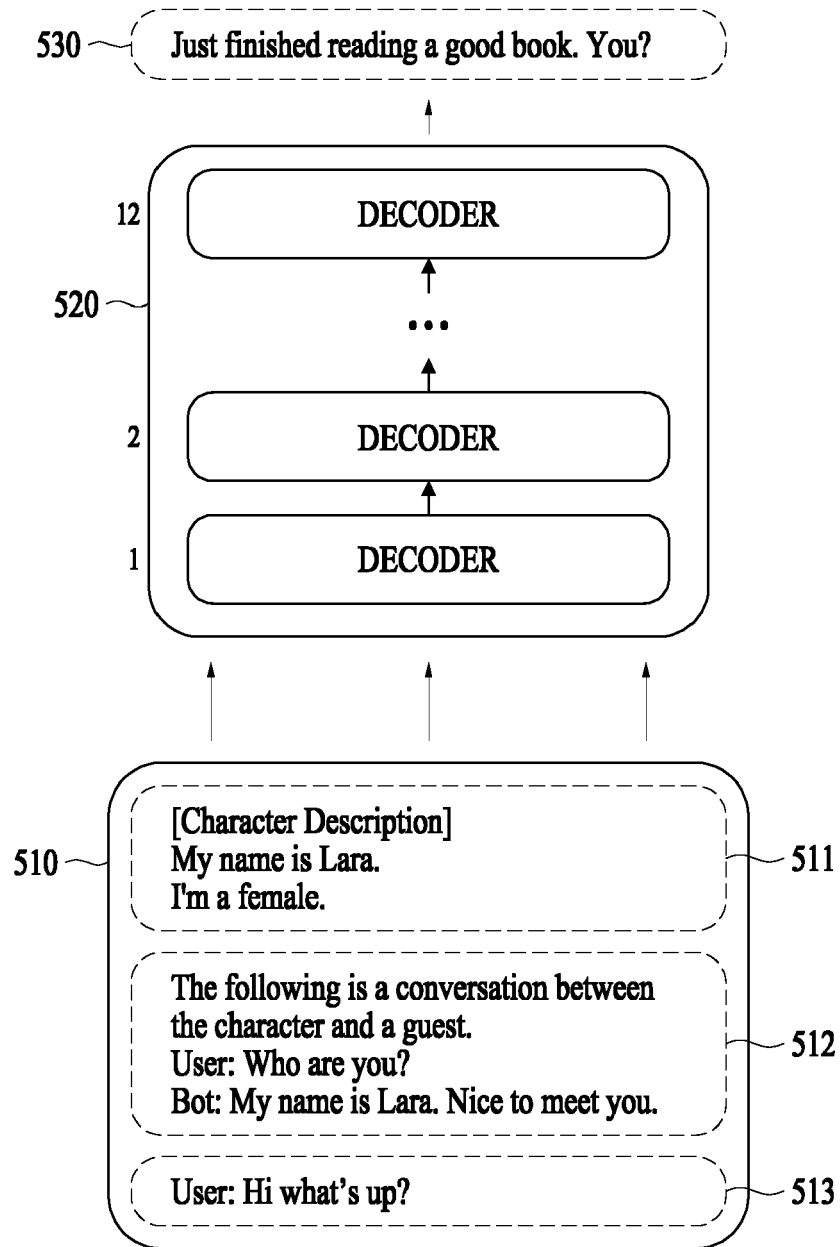 530
Just finished reading a good book. You?
12
DECODER
520
...
2
DECODER
1
DECODER
510
[Character Description]
My name is Lara.
I'm a female.
511
The following is a conversation between
the character and a guest.
User: Who are you?
Bot: My name is Lara. Nice to meet you.
512
User: Hi what’s up?
513